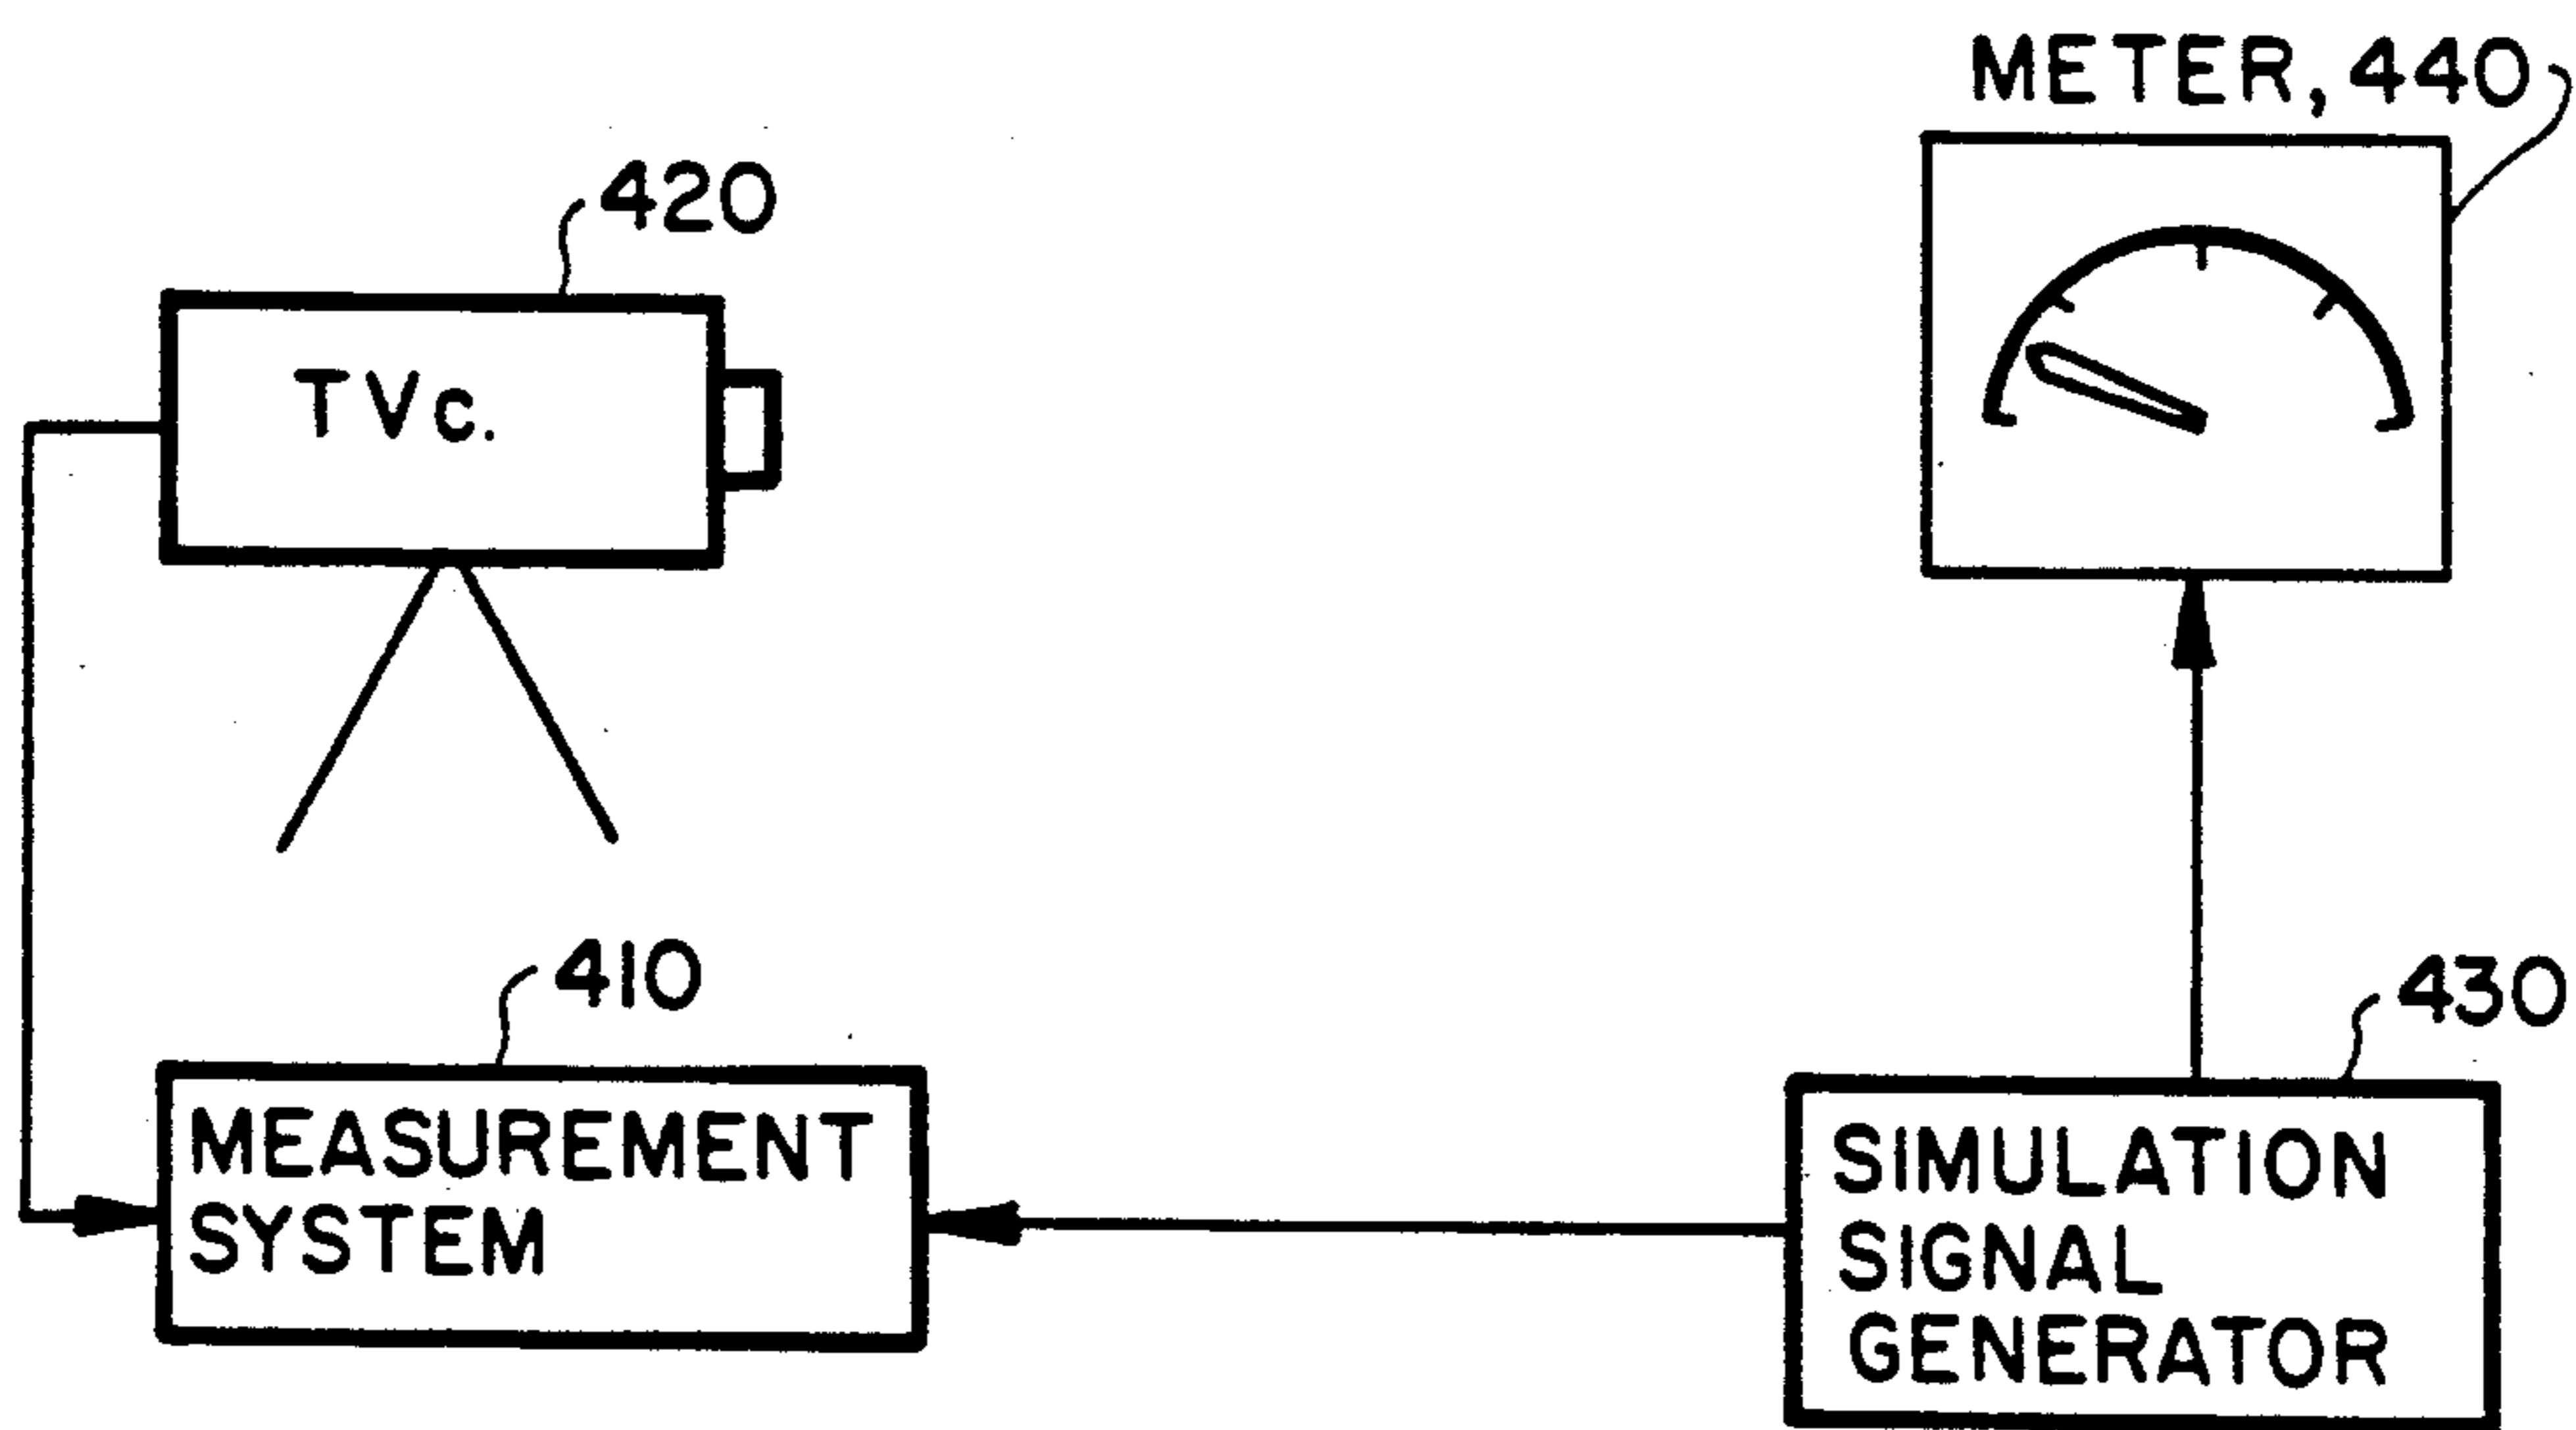 METER, 440
420
TVc.
410
MEASUREMENT
SYSTEM
430
SIMULATION
SIGNAL
GENERATOR